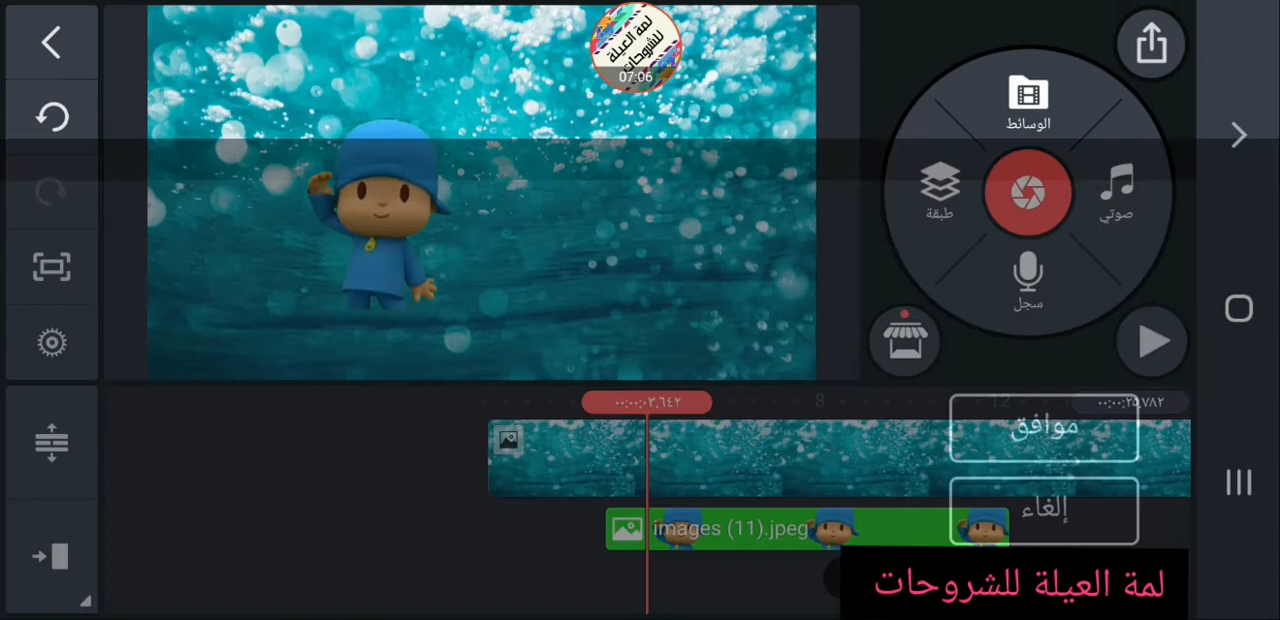 لمة العيلة
للشروحات
07:06
الوسائط
طبقة
صوتي
سجل
٠٠:٠٠:٠٣,٦٤٢
8
12
٠٠:٠٠:٢٥,٧٨٢
موافق
إلغاء
images (11).jpeg
لمة العيلة للشروحات